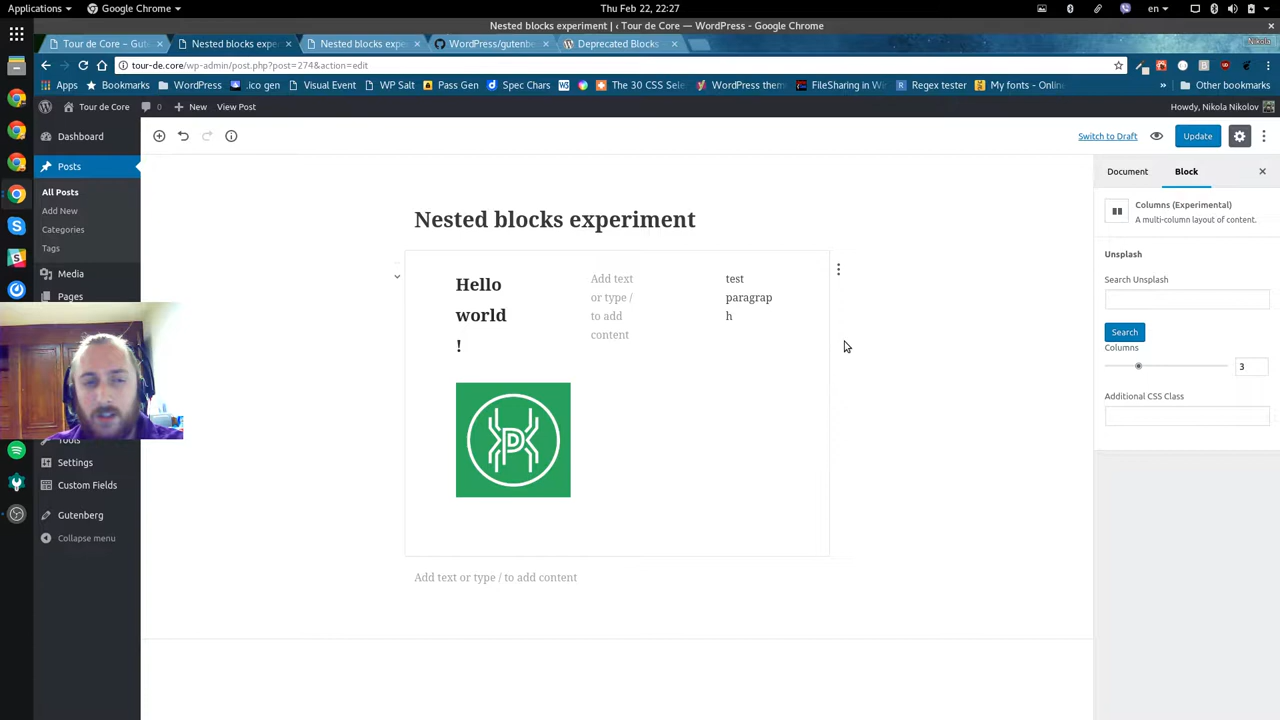 Applications
Google Chrome
Thu Feb 22, 22:27
en
Nested blocks experiment | ‹ Tour de Core — WordPress - Google Chrome
Tour de Core – Gut
Nested blocks expe
Nested blocks expe
WordPress/gutenbe
Deprecated Blocks
Nikola
tour-de.core/wp-admin/post.php?post=274&action=edit
Apps
Bookmarks
WordPress
.ico gen
Visual Event
WP Salt
Pass Gen
Spec Chars
The 30 CSS Sele
WordPress them
FileSharing in Wi
Regex tester
My fonts - Online
Other bookmarks
Tour de Core
0
New
View Post
Howdy, Nikola Nikolov
Dashboard
Posts
All Posts
Add New
Categories
Tags
Media
Pages
Tools
Settings
Custom Fields
Gutenberg
Collapse menu
Switch to Draft
Update
Nested blocks experiment
Hello
world
!
Add text
or type /
to add
content
test
paragrap
h
Add text or type / to add content
Document
Block
Columns (Experimental)
A multi-column layout of content.
Unsplash
Search Unsplash
Search
Columns
3
Additional CSS Class